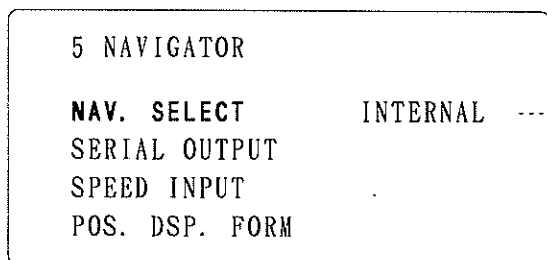 5 NAVIGATOR
NAV. SELECT INTERNAL ---
SERIAL OUTPUT
SPEED INPUT
POS. DSP. FORM